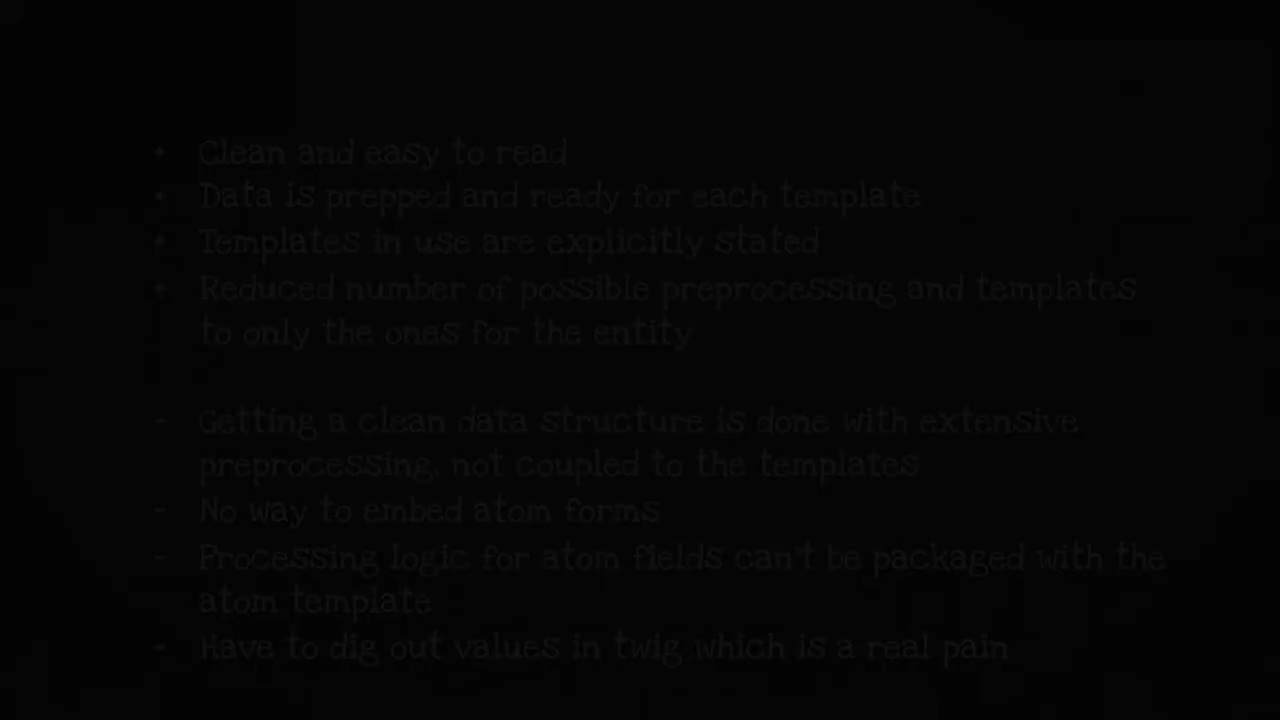 + Clean and easy to read
+ Data is prepped and ready for each template
+ Templates in use are explicitly stated
+ Reduced number of possible preprocessing and templates
to only the ones for the entity
- Getting a clean data structure is done with extensive
preprocessing, not coupled to the templates
- No way to embed atom forms
- Processing logic for atom fields can't be packaged with the
atom template
- Have to dig out values in twig which is a real pain